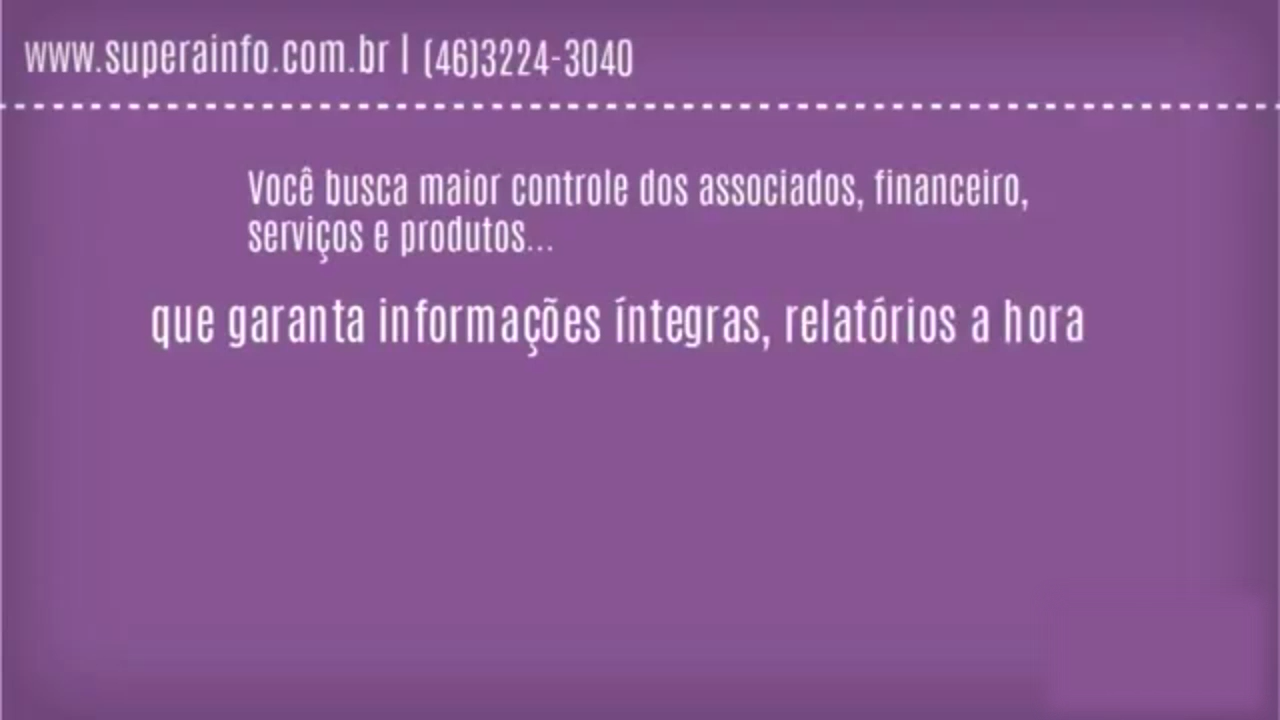 www.superainfo.com.br | (46)3224-3040
Você busca maior controle dos associados, financeiro,
serviços e produtos...
que garanta informações íntegras, relatórios a hora